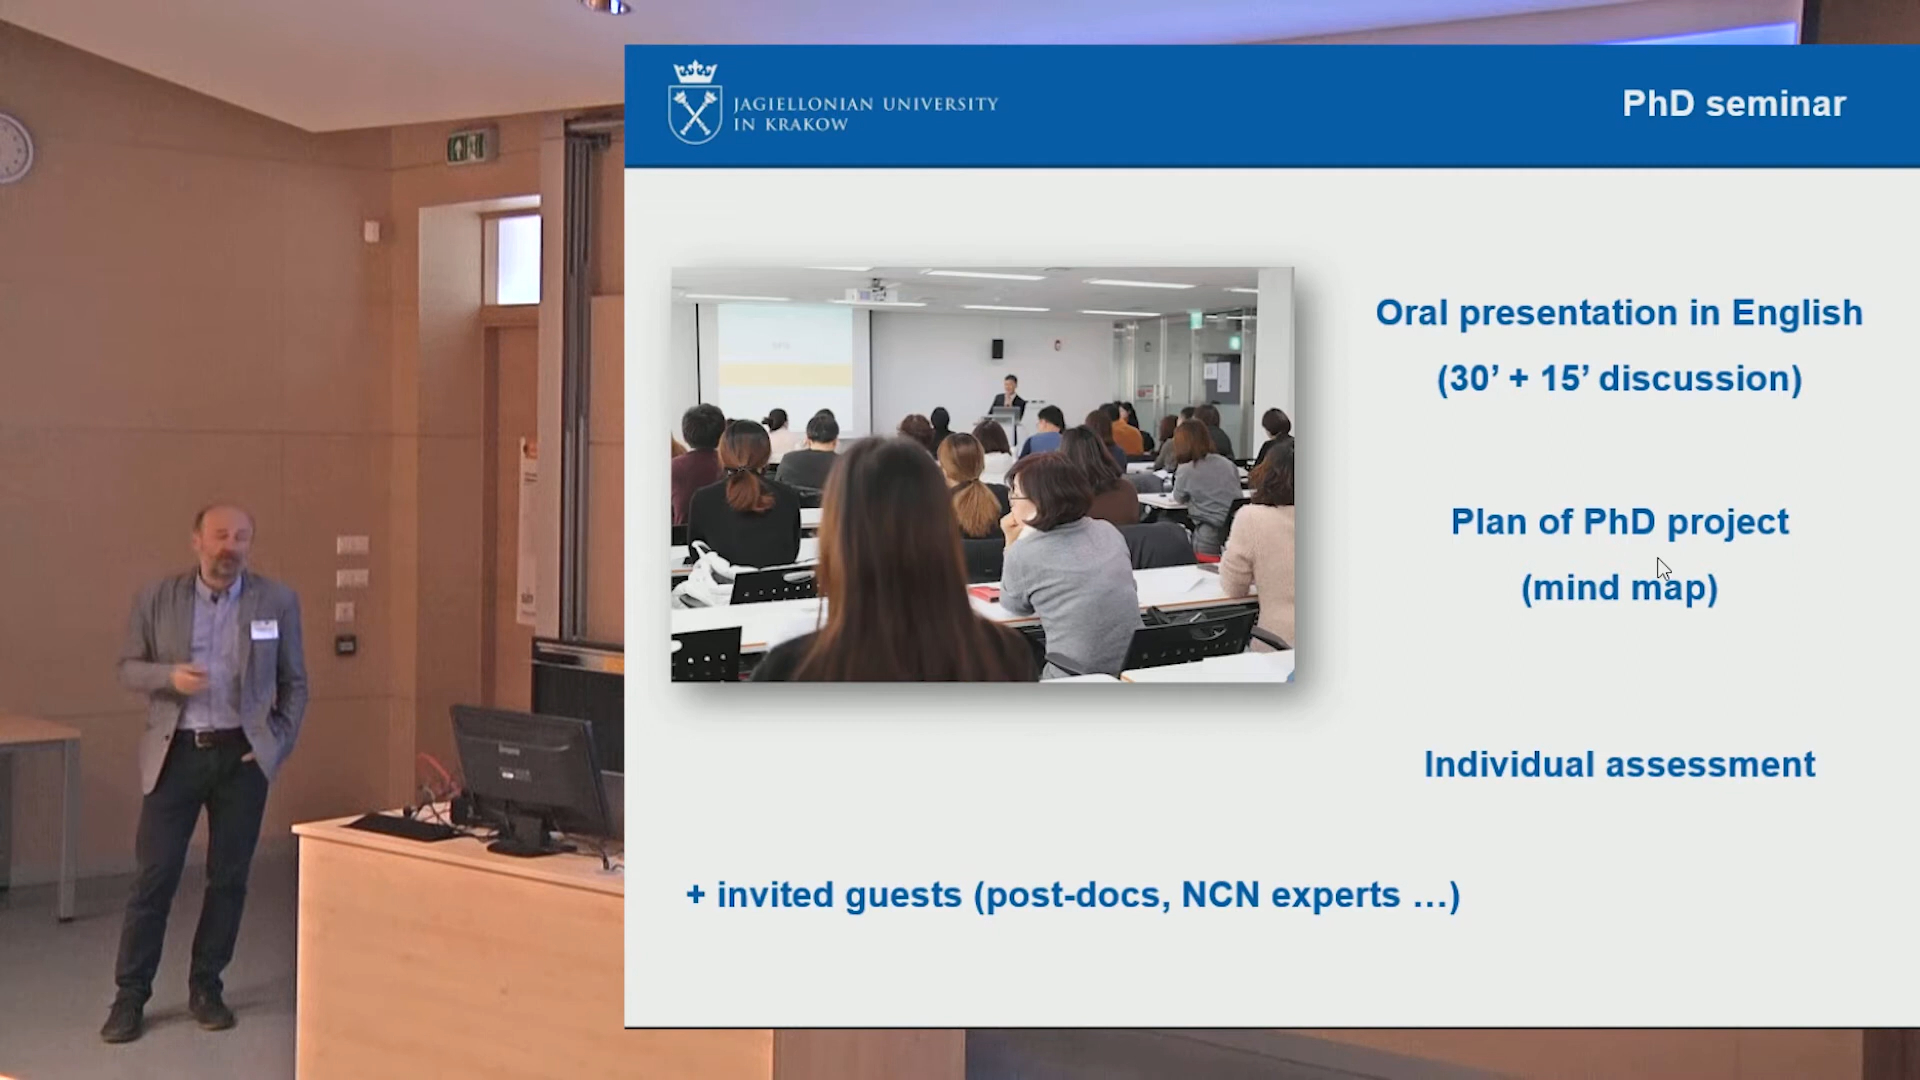 JAGIELLONIAN UNIVERSITY
IN KRAKOW
PhD seminar
Oral presentation in English
(30’ + 15’ discussion)
Plan of PhD project
(mind map)
Individual assessment
+ invited guests (post-docs, NCN experts …)